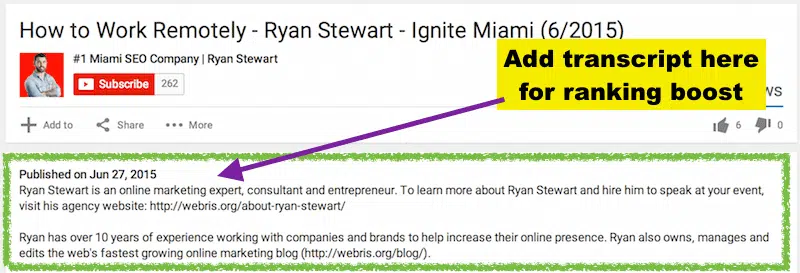 How to Work Remotely - Ryan Stewart - Ignite Miami (6/2015)
#1 Miami SEO Company | Ryan Stewart
Subscribe 262
Add transcript here
for ranking boost
ws
Add to Share More
6 0
Published on Jun 27, 2015
Ryan Stewart is an online marketing expert, consultant and entrepreneur. To learn more about Ryan Stewart and hire him to speak at your event,
visit his agency website: http://webris.org/about-ryan-stewart/
Ryan has over 10 years of experience working with companies and brands to help increase their online presence. Ryan also owns, manages and
edits the web's fastest growing online marketing blog (http://webris.org/blog/).